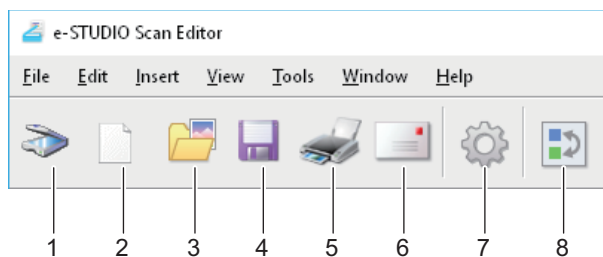 e-STUDIO Scan Editor
File Edit Insert View Tools Window Help
1 2 3 4 5 6 7 8